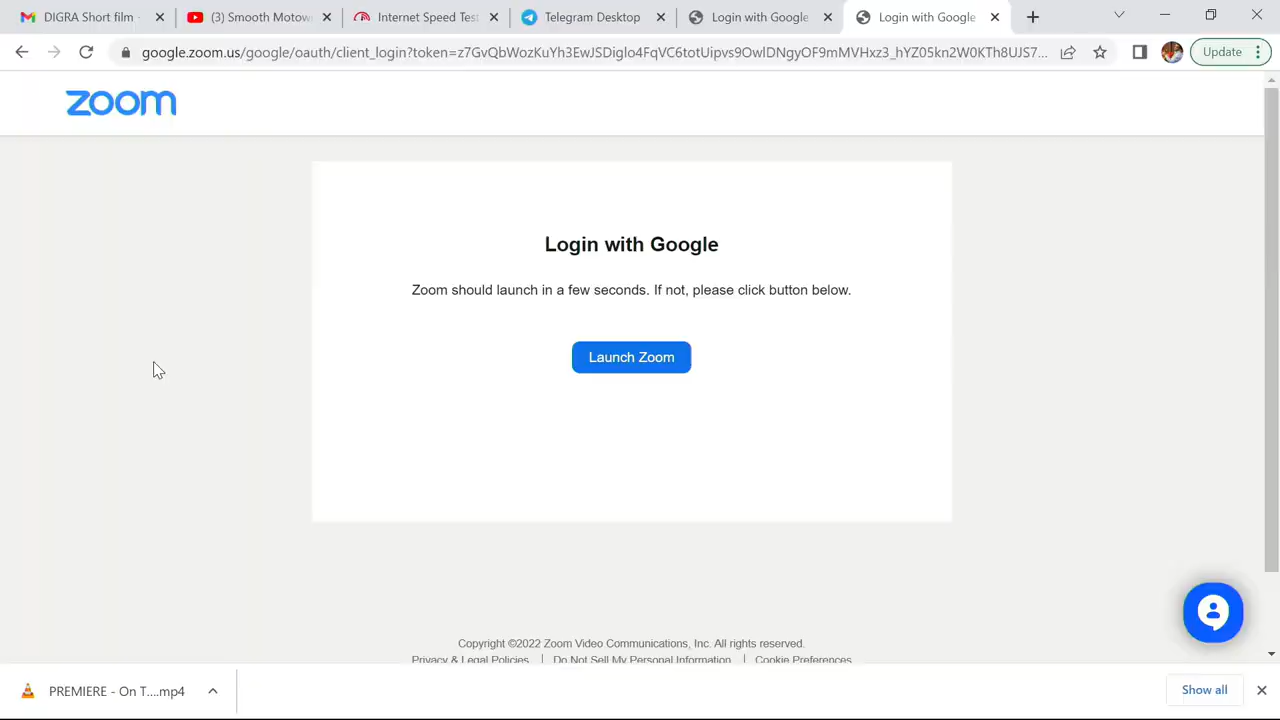 DIGRA Short film -
(3) Smooth Motow
Internet Speed Tes
Telegram Desktop
Login with Google
Login with Google
google.zoom.us/google/oauth/client_login?token=z7GvQbWozKuYh3EwJSDiglo4FqVC6totUipvs9OwlDNgyOF9mMVHxz3_hYZ05kn2W0KTh8UJS7...
Update
zoom
Login with Google
Zoom should launch in a few seconds. If not, please click button below.
Launch Zoom
Copyright ©2022 Zoom Video Communications, Inc. All rights reserved.
Privacy & Legal Policies | Do Not Sell My Personal Information | Cookie Preferences
PREMIERE - On T....mp4
Show all